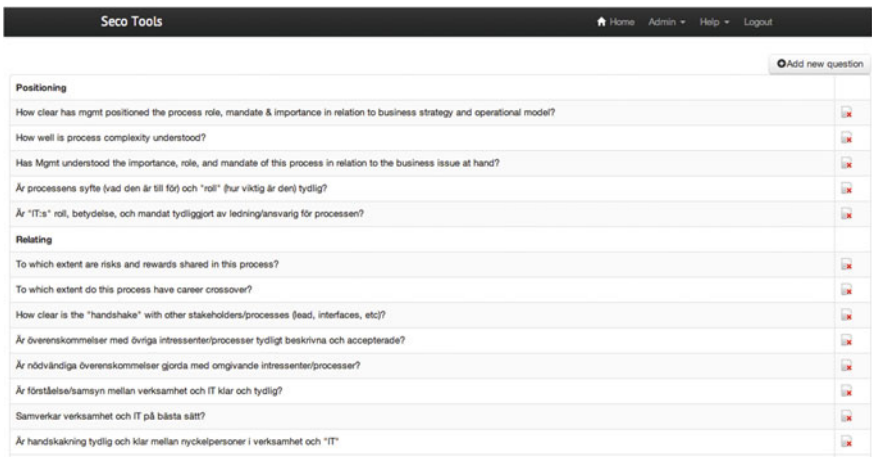 Seco Tools
Home Admin Help Logout
Add new question
Positioning
How clear has mgmt positioned the process role, mandate & importance in relation to business strategy and operational model?
How well is process complexity understood?
Has Mgmt understood the importance, role, and mandate of this process in relation to the business issue at hand?
Är processens syfte (vad den är till för) och "roll" (hur viktig är den) tydlig?
Är "IT:s" roll, betydelse, och mandat tydliggjort av ledning/ansvarig för processen?
Relating
To which extent are risks and rewards shared in this process?
To which extent do this process have career crossover?
How clear is the "handshake" with other stakeholders/processes (lead, interfaces, etc)?
Är överenskommelser med övriga intressenter/processer tydligt beskrivna och accepterade?
Är nödvändiga överenskommelser gjorda med omgivande intressenter/processer?
Är förståelse/samsyn mellan verksamhet och IT klar och tydlig?
Samverkar verksamhet och IT på bästa sätt?
Är handskakning tydlig och klar mellan nyckelpersoner i verksamhet och "IT"